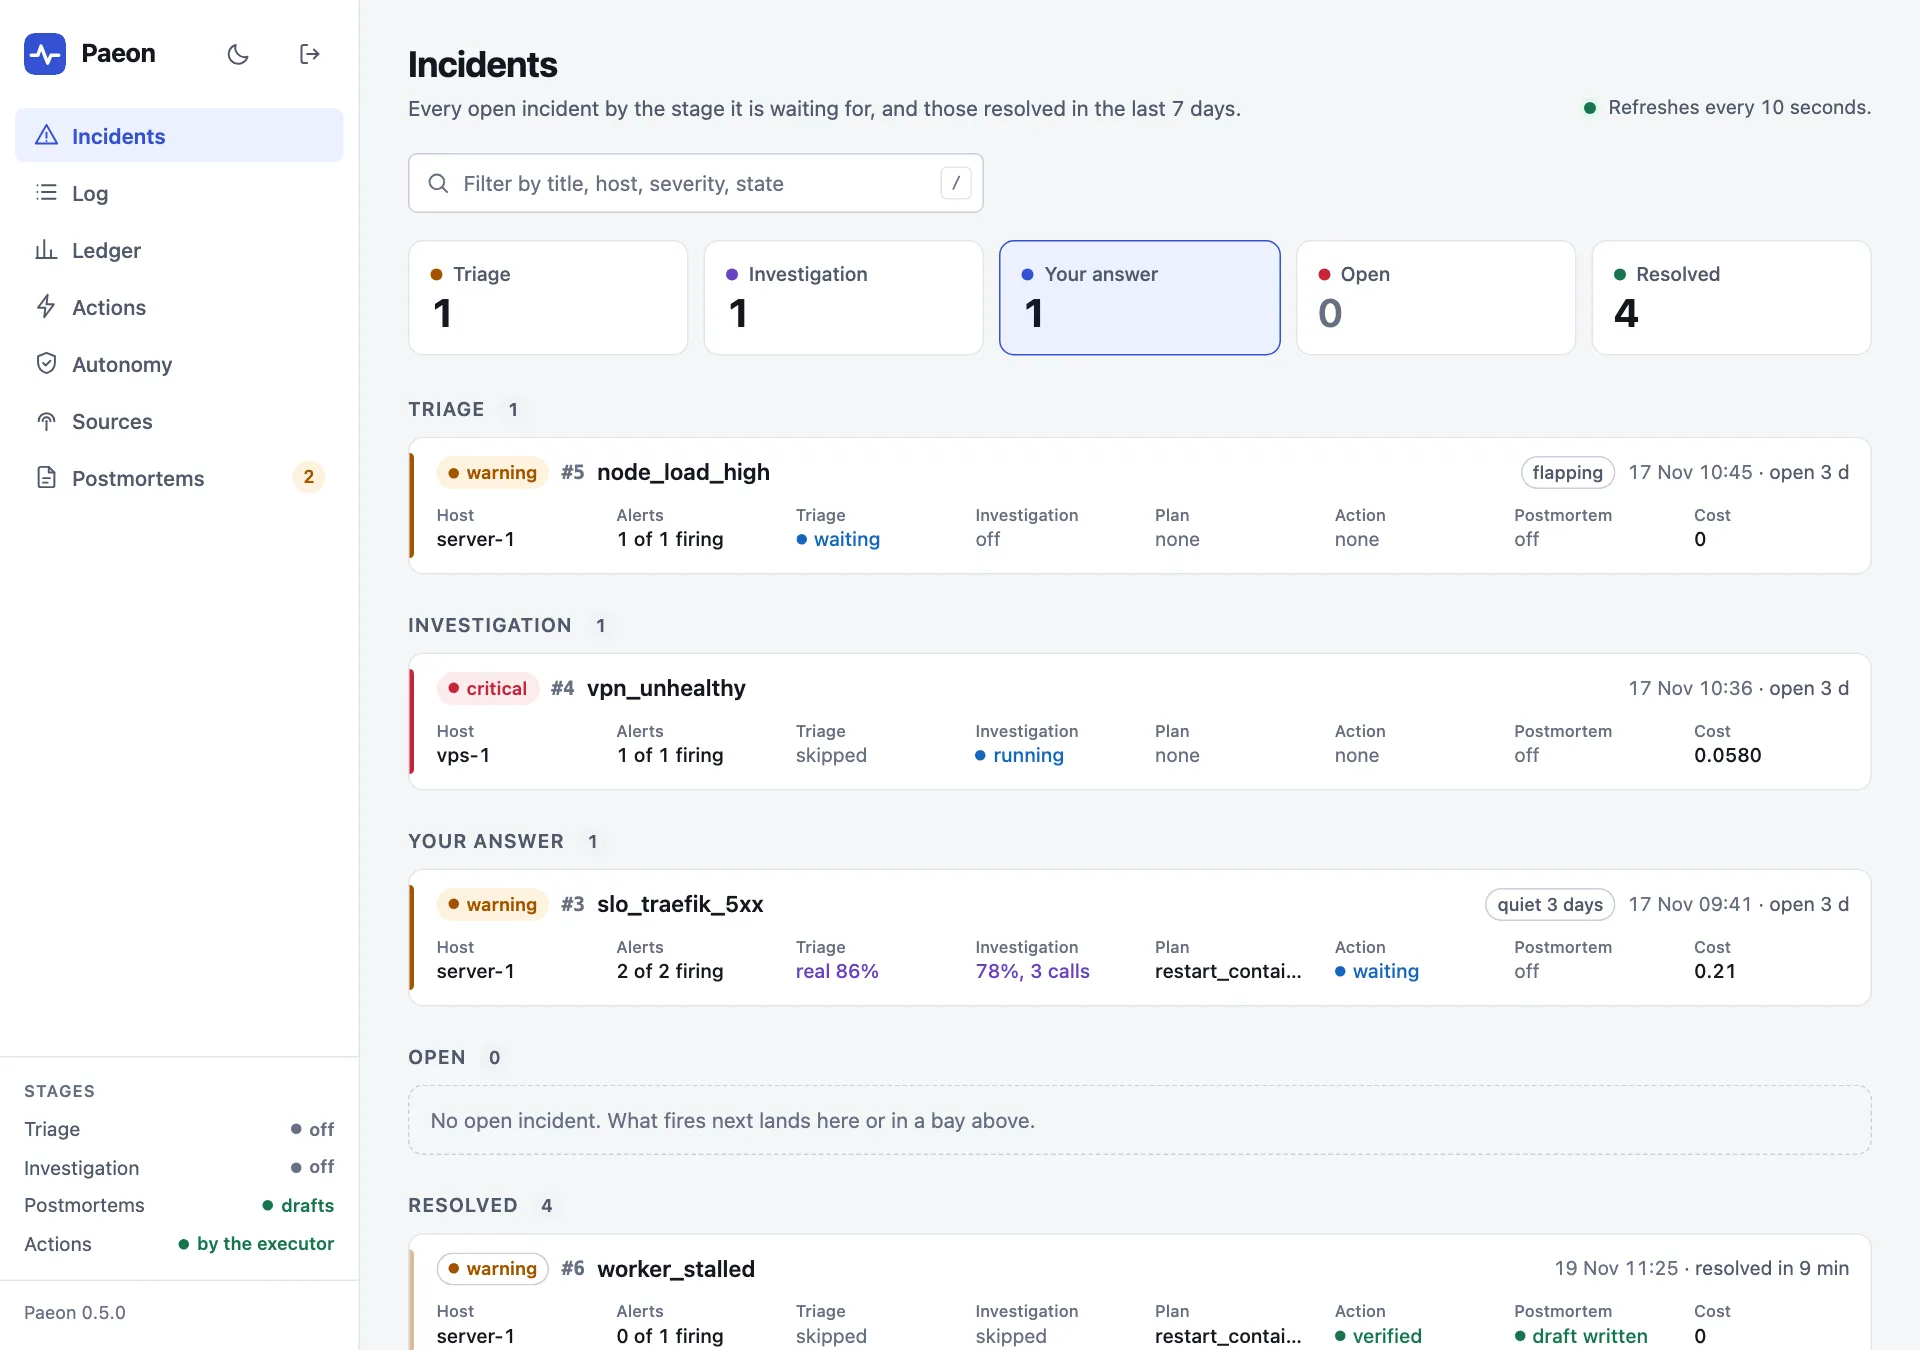 Paeon
Incidents
Log
Ledger
Actions
Autonomy
Sources
Postmortems 2
STAGES
Triage off
Investigation off
Postmortems drafts
Actions by the executor
Paeon 0.5.0
Incidents
Every open incident by the stage it is waiting for, and those resolved in the last 7 days.
Refreshes every 10 seconds.
Filter by title, host, severity, state /
Triage
1
Investigation
1
Your answer
1
Open
0
Resolved
4
TRIAGE 1
warning #5 node_load_high flapping 17 Nov 10:45 · open 3 d
Host Alerts Triage Investigation Plan Action Postmortem Cost
server-1 1 of 1 firing waiting off none none off 0
INVESTIGATION 1
critical #4 vpn_unhealthy 17 Nov 10:36 · open 3 d
Host Alerts Triage Investigation Plan Action Postmortem Cost
vps-1 1 of 1 firing skipped running none none off 0.0580
YOUR ANSWER 1
warning #3 slo_traefik_5xx quiet 3 days 17 Nov 09:41 · open 3 d
Host Alerts Triage Investigation Plan Action Postmortem Cost
server-1 2 of 2 firing real 86% 78%, 3 calls restart_contai... waiting off 0.21
OPEN 0
No open incident. What fires next lands here or in a bay above.
RESOLVED 4
warning #6 worker_stalled 19 Nov 11:25 · resolved in 9 min
Host Alerts Triage Investigation Plan Action Postmortem Cost
server-1 0 of 1 firing skipped skipped restart_contai... verified draft written 0